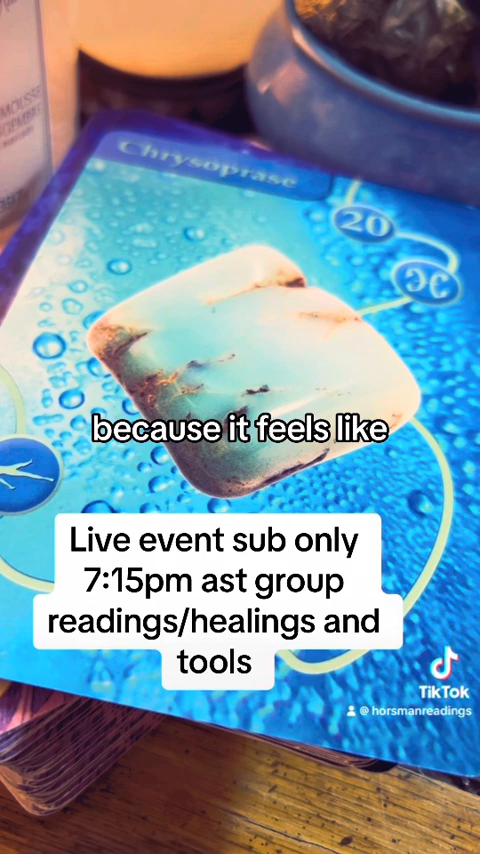 MOUSSE
Chrysoprase
20
because it feels like
Live event sub only
7:15pm ast group
readings/healings and
tools
TikTok
@ horsmanreadings